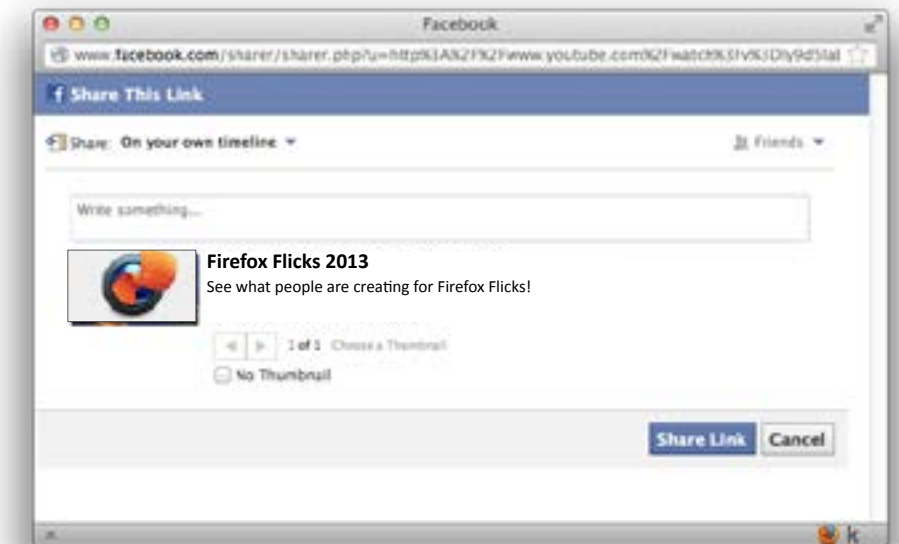 Facebook
www.facebook.com/sharer/sharer.php?u=http%3A%2F%2Fwww.youtube.com%2Fwatch%3Fv%3D
f Share This Link
Share: On your own timeline
Friends
Write something...
Firefox Flicks 2013
See what people are creating for Firefox Flicks!
1 of 1 Choose a Thumbnail
No Thumbnail
Share Link Cancel
k